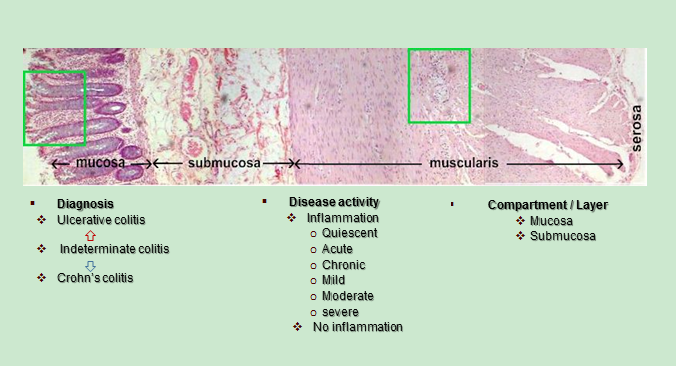 mucosa
submucosa
muscularis
serosa
Diagnosis
Ulcerative colitis
Indeterminate colitis
Crohn's colitis
Disease activity
Inflammation
Quiescent
Acute
Chronic
Mild
Moderate
severe
No inflammation
Compartment / Layer
Mucosa
Submucosa